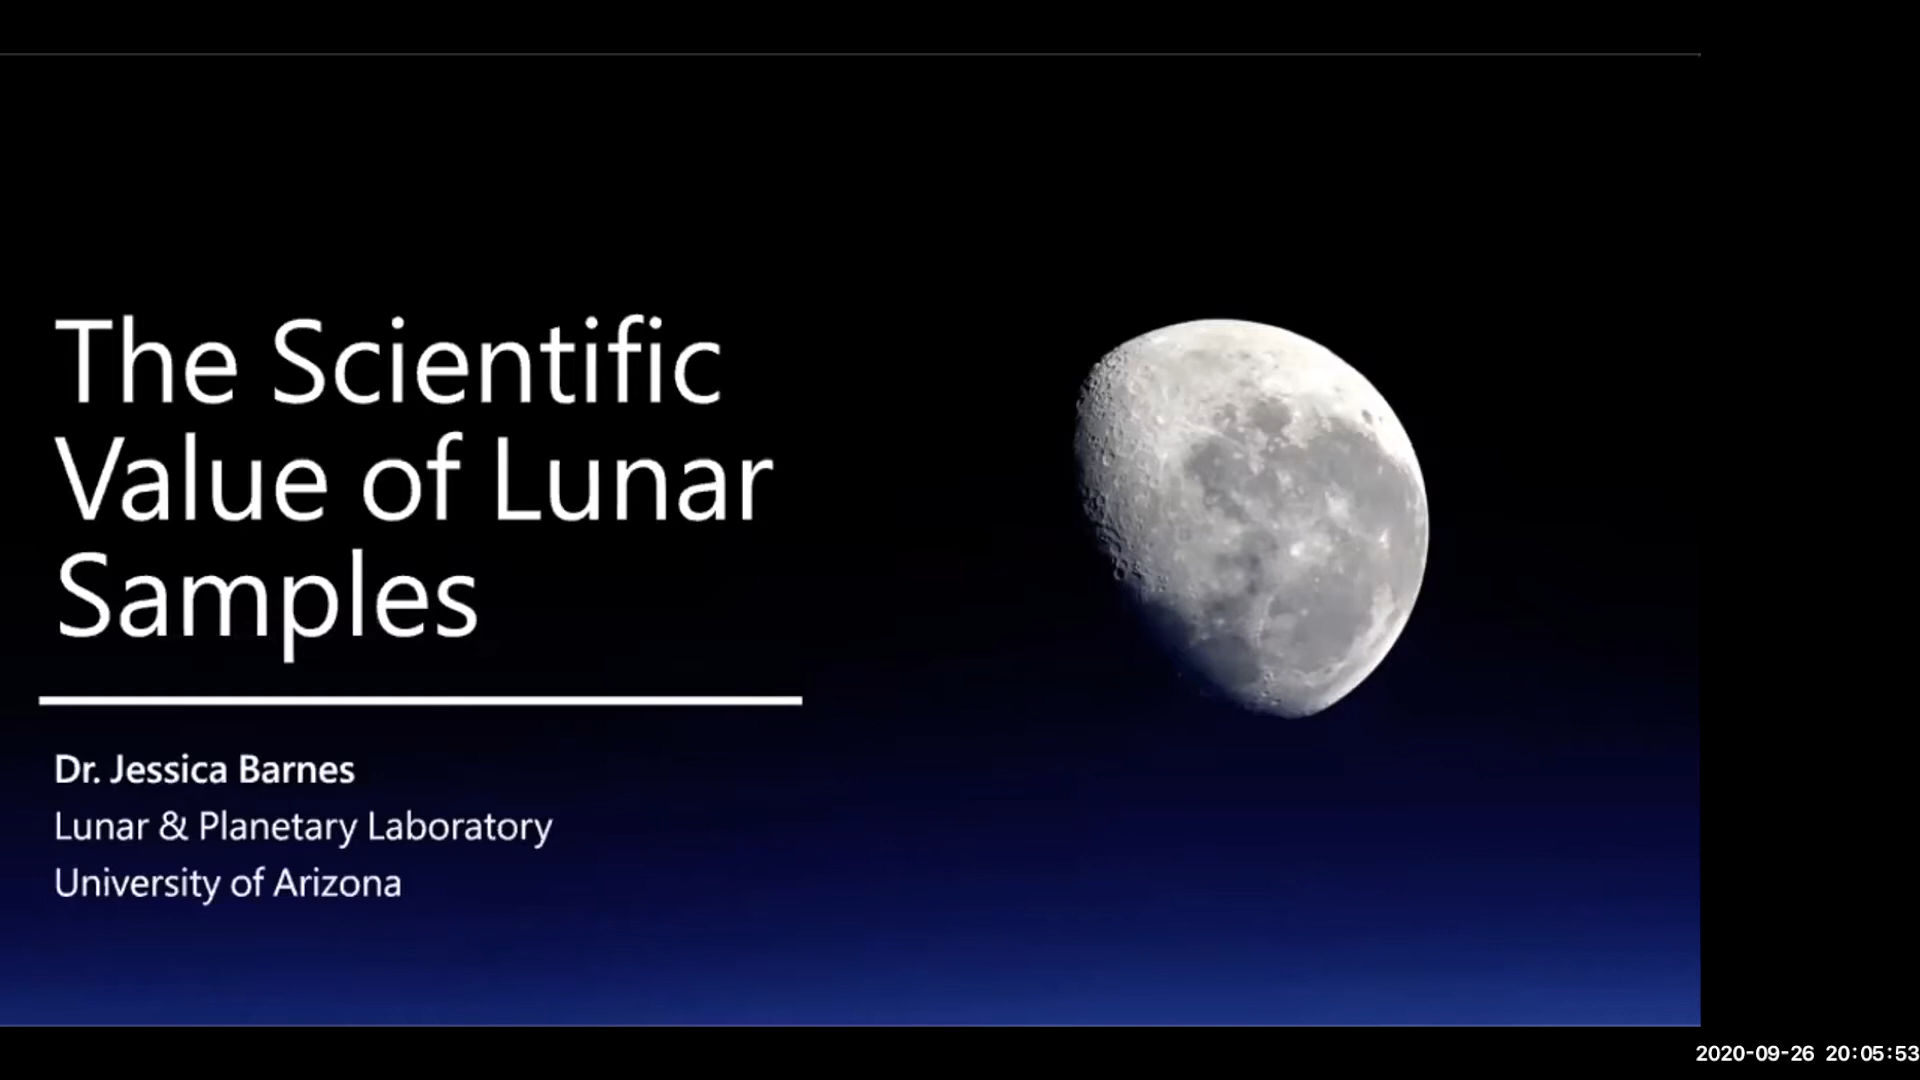 The Scientific
Value of Lunar
Samples
Dr. Jessica Barnes
Lunar & Planetary Laboratory
University of Arizona
2020-09-26 20:05:53